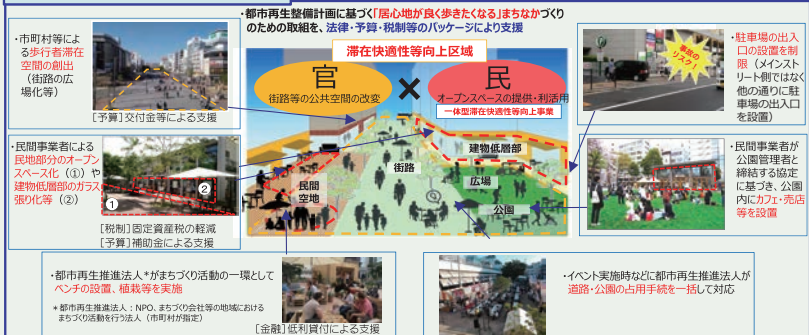 ・都市再生整備計画に基づく「居心地が良く歩きたくなる」まちなかづくり
のための取組を、法律・予算・税制等のパッケージにより支援
・市町村等によ
る歩行者滞在
空間の創出
（街路の広
場化等）
［予算］交付金等による支援
・民間事業者による
民地部分のオープン
スペース化（①）や
建物低層部のガラス
張り化等（②）
①
②
［税制］固定資産税の軽減
［予算］補助金による支援
滞在快適性等向上区域
官
街路等の公共空間の改変
×
民
オープンスペースの提供・利活用
一体型滞在快適性等向上事業
建物低層部
街路
民間
空地
広場
公園
事故の
リスク！
・駐車場の出入
口の設置を制
限（メインスト
リート側ではなく
他の通りに駐
車場の出入口
を設置）
・民間事業者が
公園管理者と
締結する協定
に基づき、公園
内にカフェ・売店
等を設置
・都市再生推進法人*がまちづくり活動の一環として
ベンチの設置、植栽等を実施
＊都市再生推進法人：NPO、まちづくり会社等の地域における
まちづくり活動を行う法人（市町村が指定）
［金融］低利貸付による支援
・イベント実施時などに都市再生推進法人が
道路・公園の占用手続を一括して対応